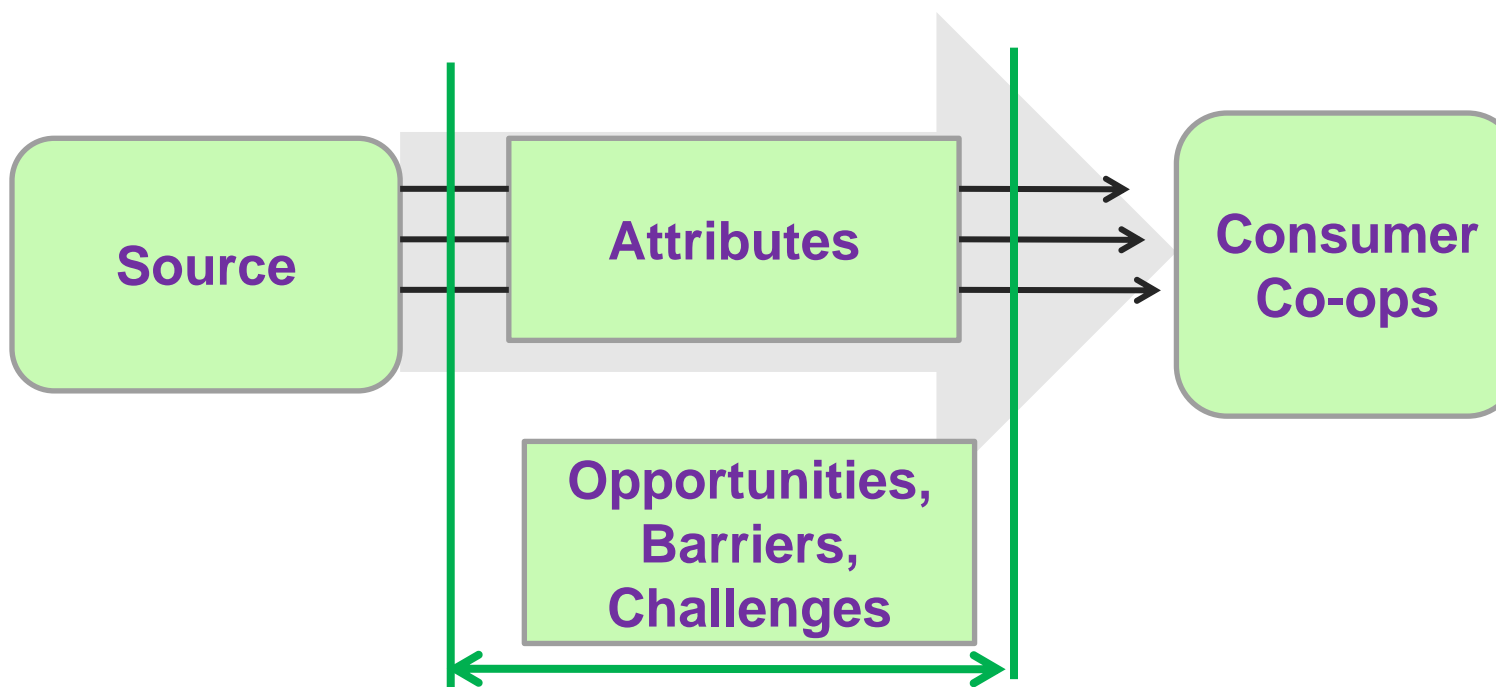 Source
Attributes
Consumer
Co-ops
Opportunities,
Barriers,
Challenges